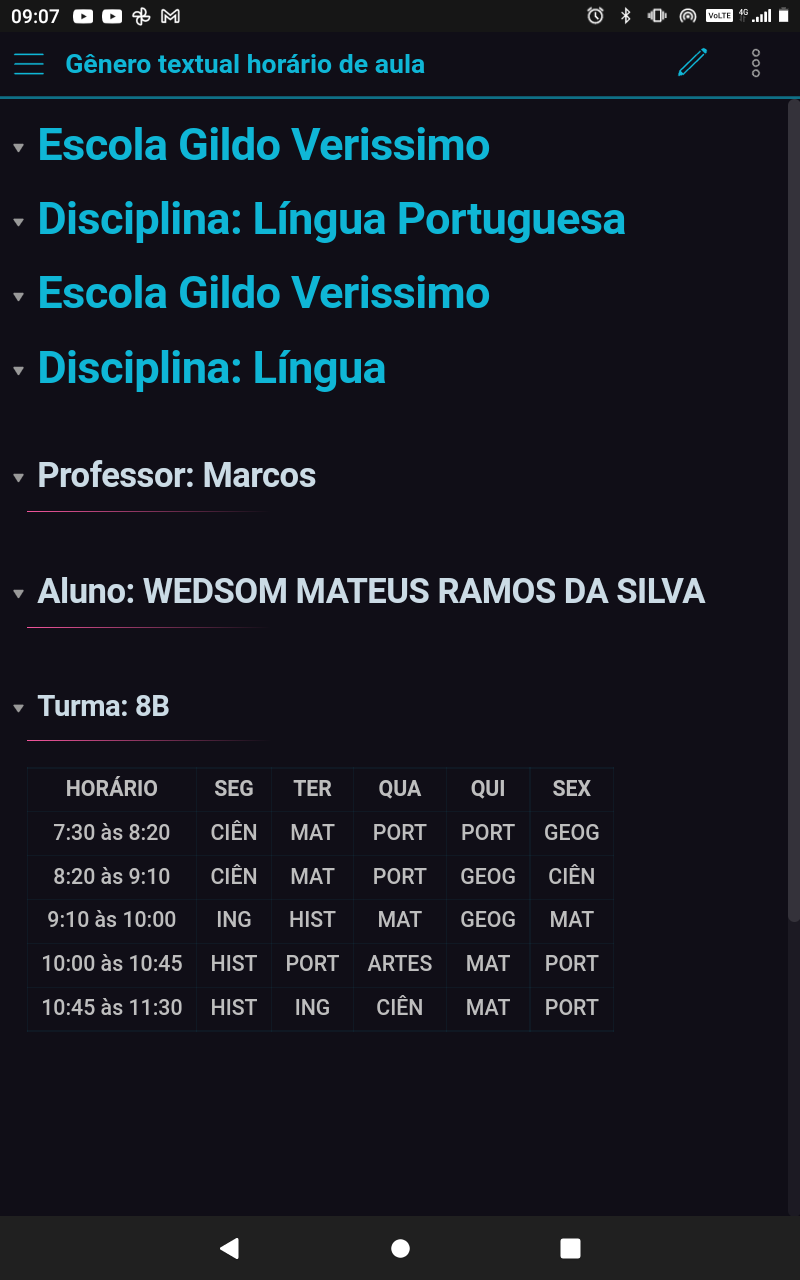 09:07 VoLTE 4G
Gênero textual horário de aula
Escola Gildo Verissimo
Disciplina: Língua Portuguesa
Escola Gildo Verissimo
Disciplina: Língua
Professor: Marcos
Aluno: WEDSOM MATEUS RAMOS DA SILVA
Turma: 8B
HORÁRIO SEG TER QUA QUI SEX
7:30 às 8:20 CIÊN MAT PORT PORT GEOG
8:20 às 9:10 CIÊN MAT PORT GEOG CIÊN
9:10 às 10:00 ING HIST MAT GEOG MAT
10:00 às 10:45 HIST PORT ARTES MAT PORT
10:45 às 11:30 HIST ING CIÊN MAT PORT